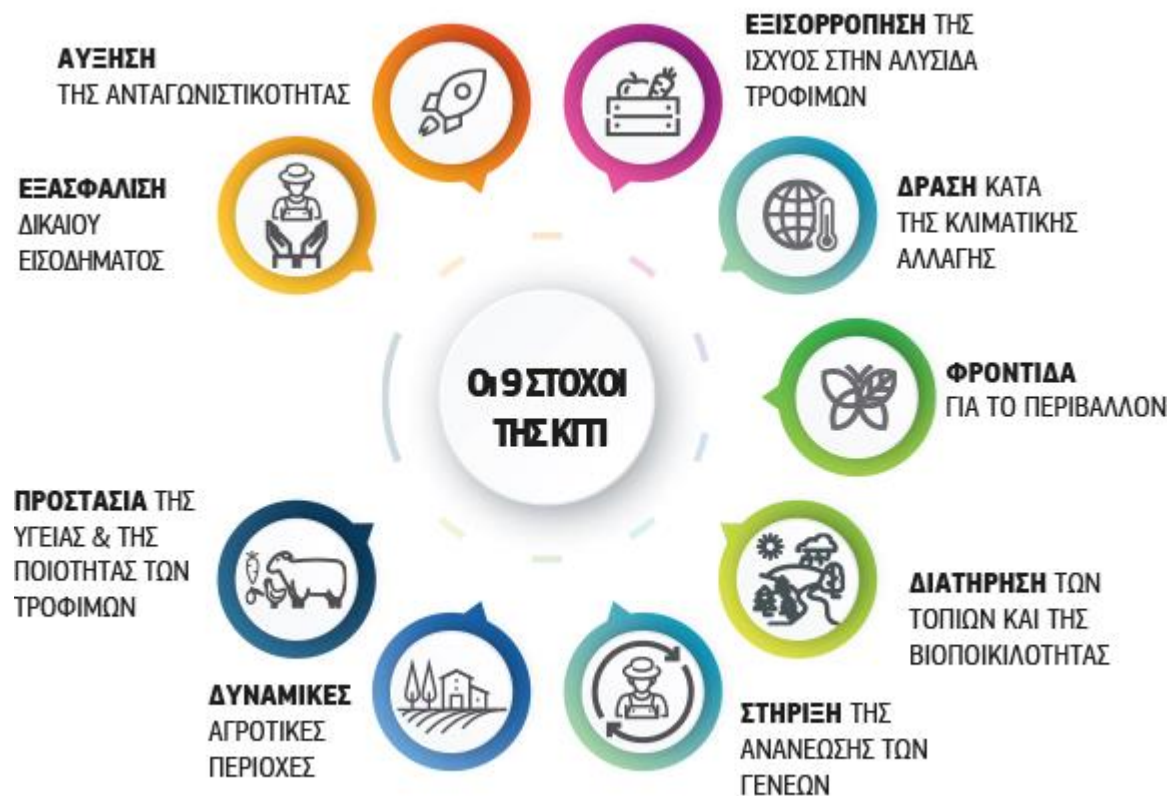 ΑΥΞΗΣΗ
ΤΗΣ ΑΝΤΑΓΩΝΙΣΤΙΚΟΤΗΤΑΣ
ΕΞΙΣΟΡΡΟΠΗΣΗ ΤΗΣ
ΙΣΧΥΟΣ ΣΤΗΝ ΑΛΥΣΙΔΑ
ΤΡΟΦΙΜΩΝ
ΕΞΑΣΦΑΛΙΣΗ
ΔΙΚΑΙΟΥ
ΕΙΣΟΔΗΜΑΤΟΣ
ΔΡΑΣΗ ΚΑΤΑ
ΤΗΣ ΚΛΙΜΑΤΙΚΗΣ
ΑΛΛΑΓΗΣ
Οι 9 ΣΤΟΧΟΙ
ΤΗΣ ΚΓΠ
ΦΡΟΝΤΙΔΑ
ΓΙΑ ΤΟ ΠΕΡΙΒΑΛΛΟΝ
ΠΡΟΣΤΑΣΙΑ ΤΗΣ
ΥΓΕΙΑΣ & ΤΗΣ
ΠΟΙΟΤΗΤΑΣ ΤΩΝ
ΤΡΟΦΙΜΩΝ
ΔΙΑΤΗΡΗΣΗ ΤΩΝ
ΤΟΠΙΩΝ ΚΑΙ ΤΗΣ
ΒΙΟΠΟΙΚΙΛΟΤΗΤΑΣ
ΔΥΝΑΜΙΚΕΣ
ΑΓΡΟΤΙΚΕΣ
ΠΕΡΙΟΧΕΣ
ΣΤΗΡΙΞΗ ΤΗΣ
ΑΝΑΝΕΩΣΗΣ ΤΩΝ
ΓΕΝΕΩΝ